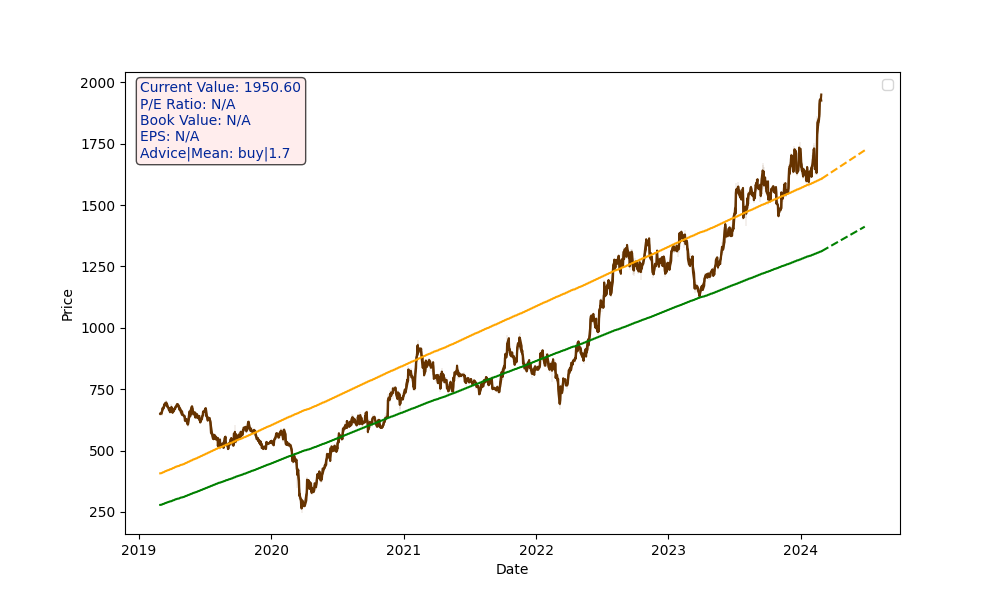 Current Value: 1950.60
P/E Ratio: N/A
Book Value: N/A
EPS: N/A
Advice|Mean: buy|1.7
2000
1750
1500
1250
1000
750
500
250
Price
2019
2020
2021
2022
2023
2024
Date